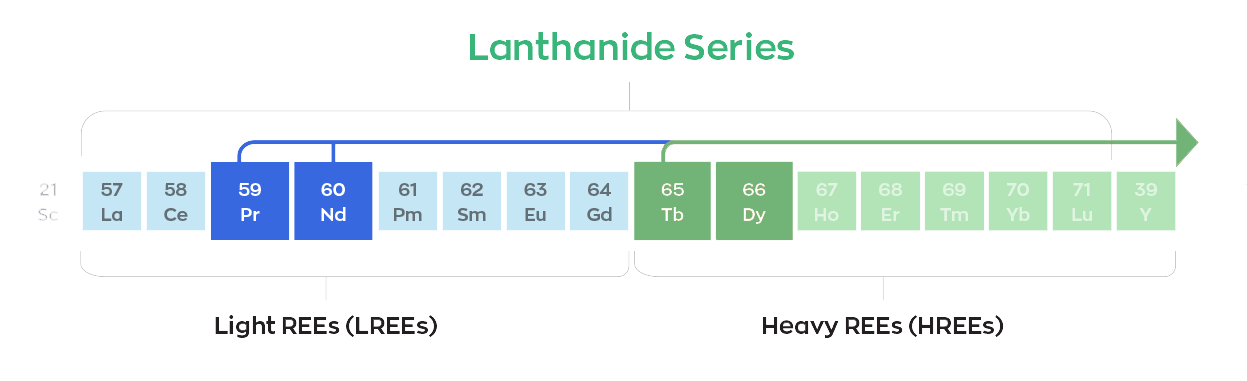 Lanthanide Series
21 57 58 59 60 61 62 63 64 65 66 67 68 69 70 71 39
Sc La Ce Pr Nd Pm Sm Eu Gd Tb Dy Ho Er Tm Yb Lu Y
Light REEs (LREEs) Heavy REEs (HREEs)